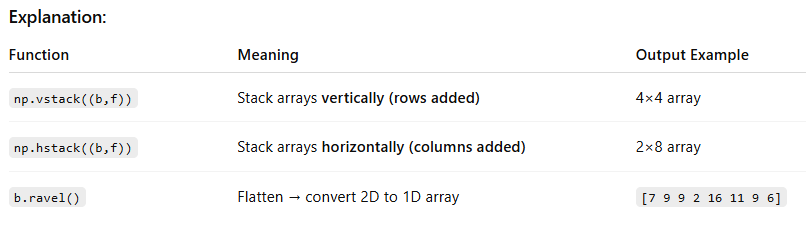 Explanation:
Function Meaning Output Example
np.vstack((b,f)) Stack arrays vertically (rows added) 4×4 array
np.hstack((b,f)) Stack arrays horizontally (columns added) 2×8 array
b.ravel() Flatten → convert 2D to 1D array [7 9 9 2 16 11 9 6]